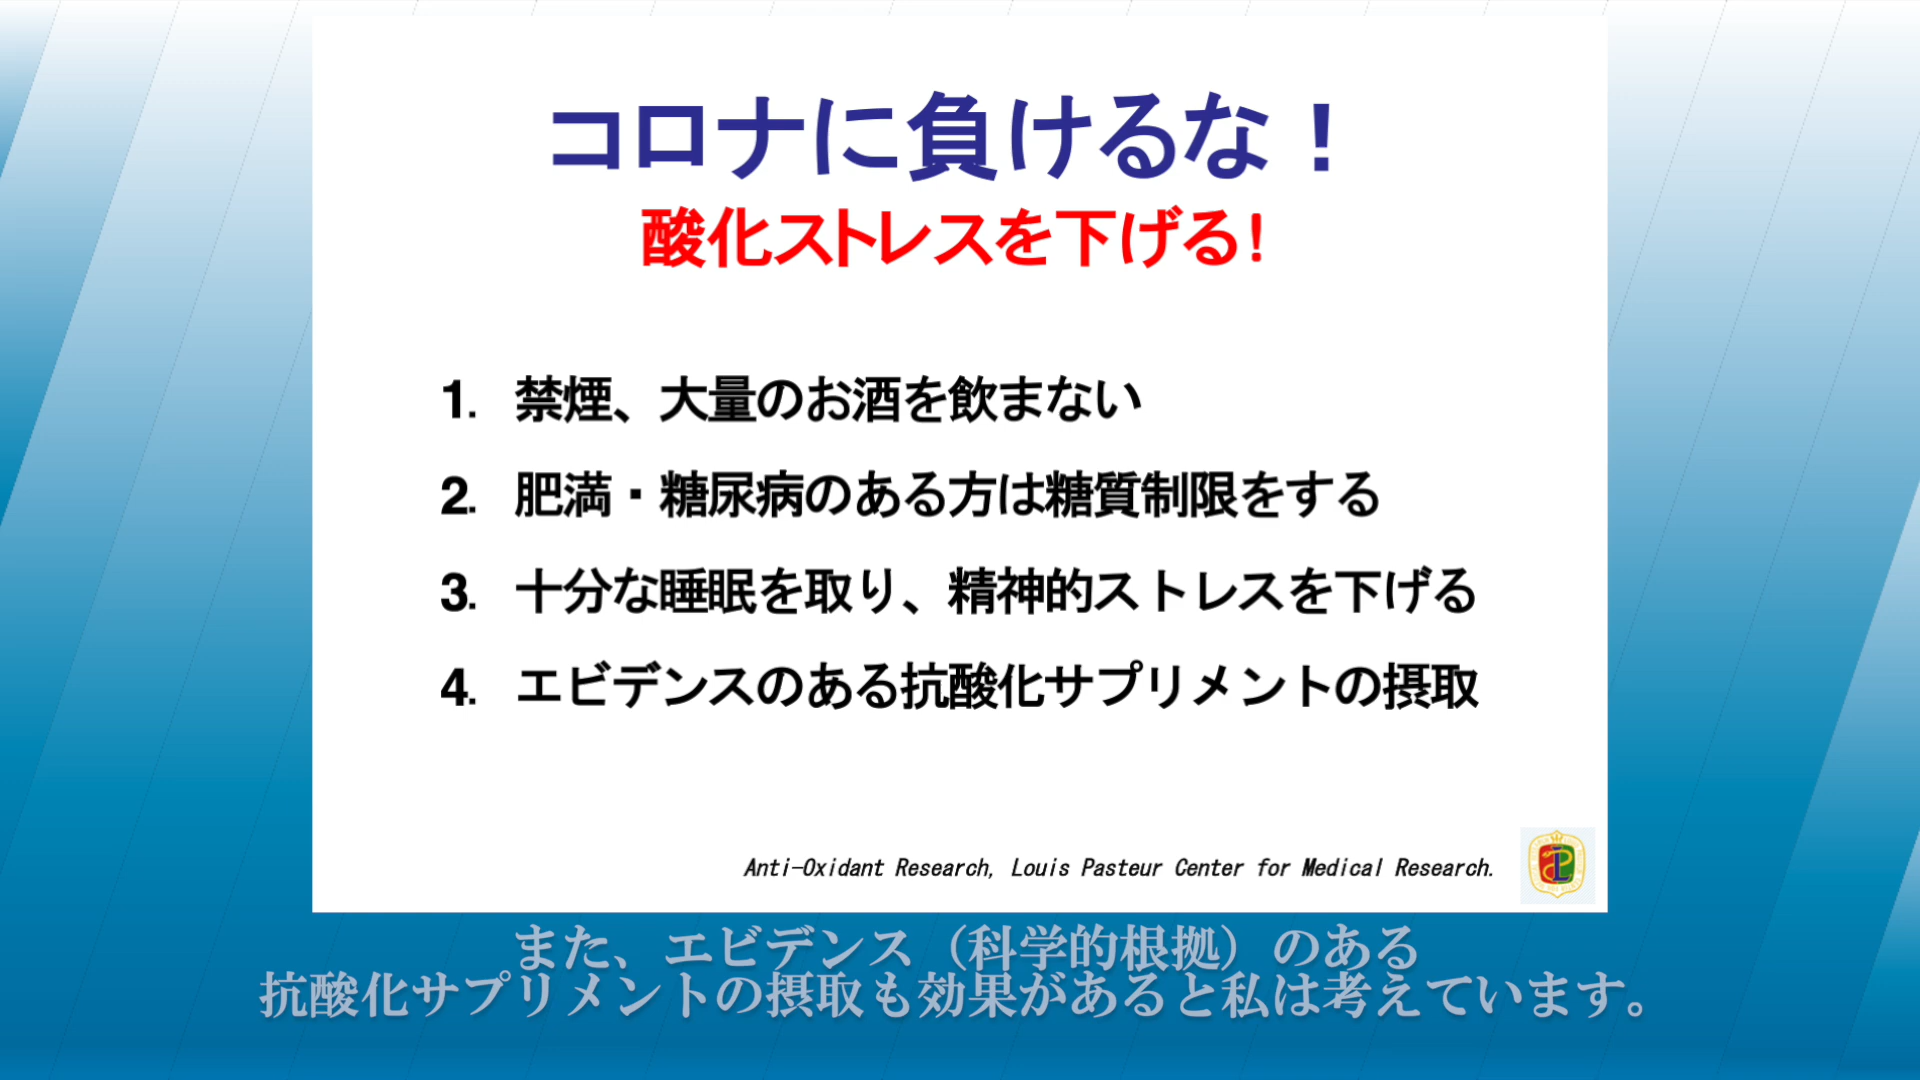 コロナに負けるな！
酸化ストレスを下げる!
1. 禁煙、大量のお酒を飲まない
2. 肥満・糖尿病のある方は糖質制限をする
3. 十分な睡眠を取り、精神的ストレスを下げる
4. エビデンスのある抗酸化サプリメントの摂取
Anti-Oxidant Research, Louis Pasteur Center for Medical Research.
また、エビデンス（科学的根拠）のある
抗酸化サプリメントの摂取も効果があると私は考えています。